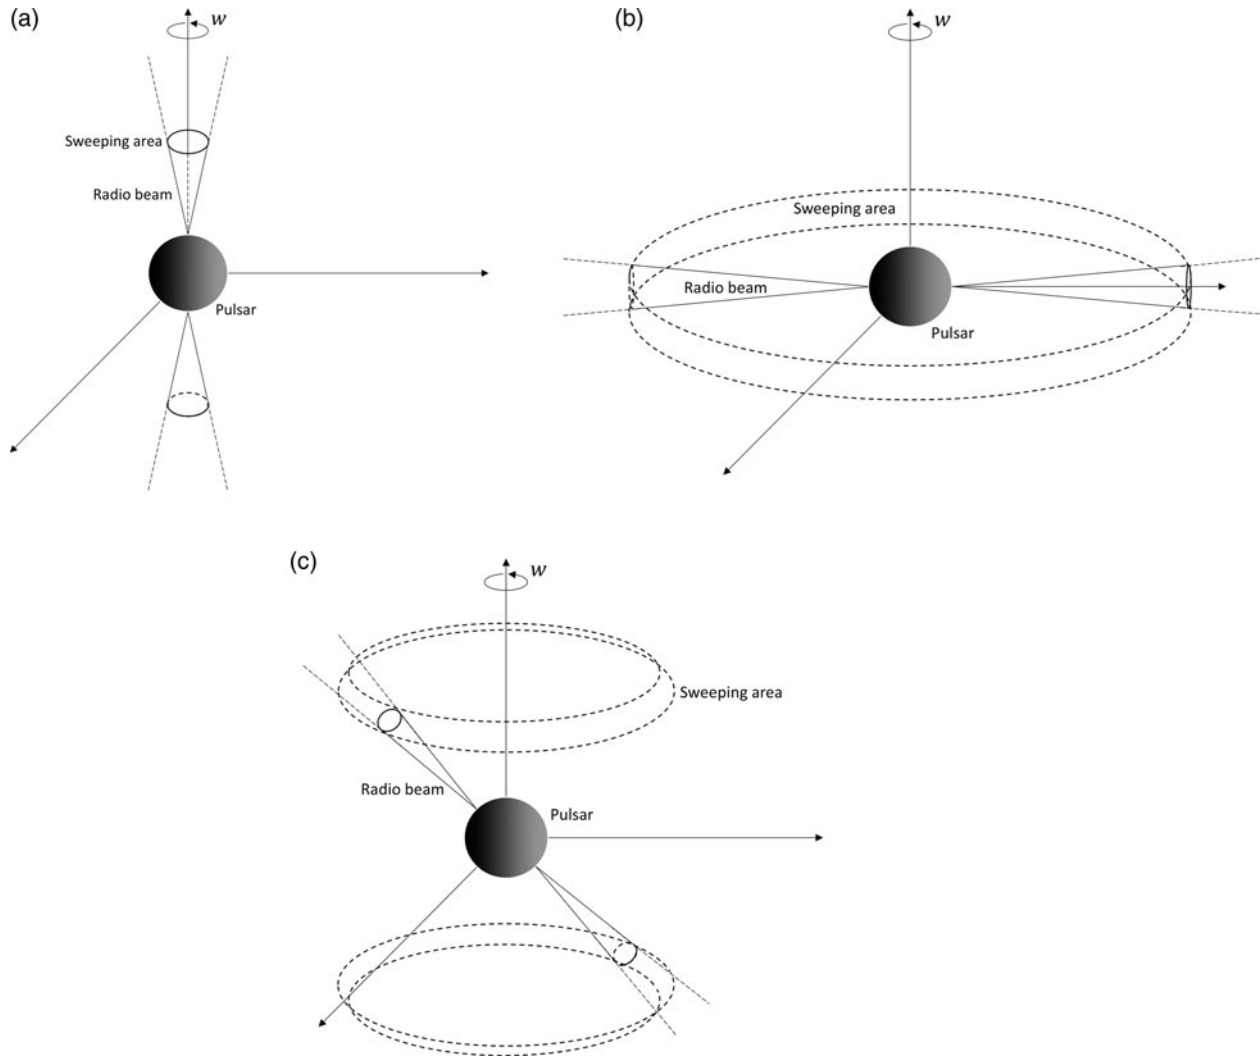 (a)
w
Sweeping area
Radio beam
Pulsar
(b)
w
Sweeping area
Radio beam
Pulsar
(c)
w
Sweeping area
Radio beam
Pulsar